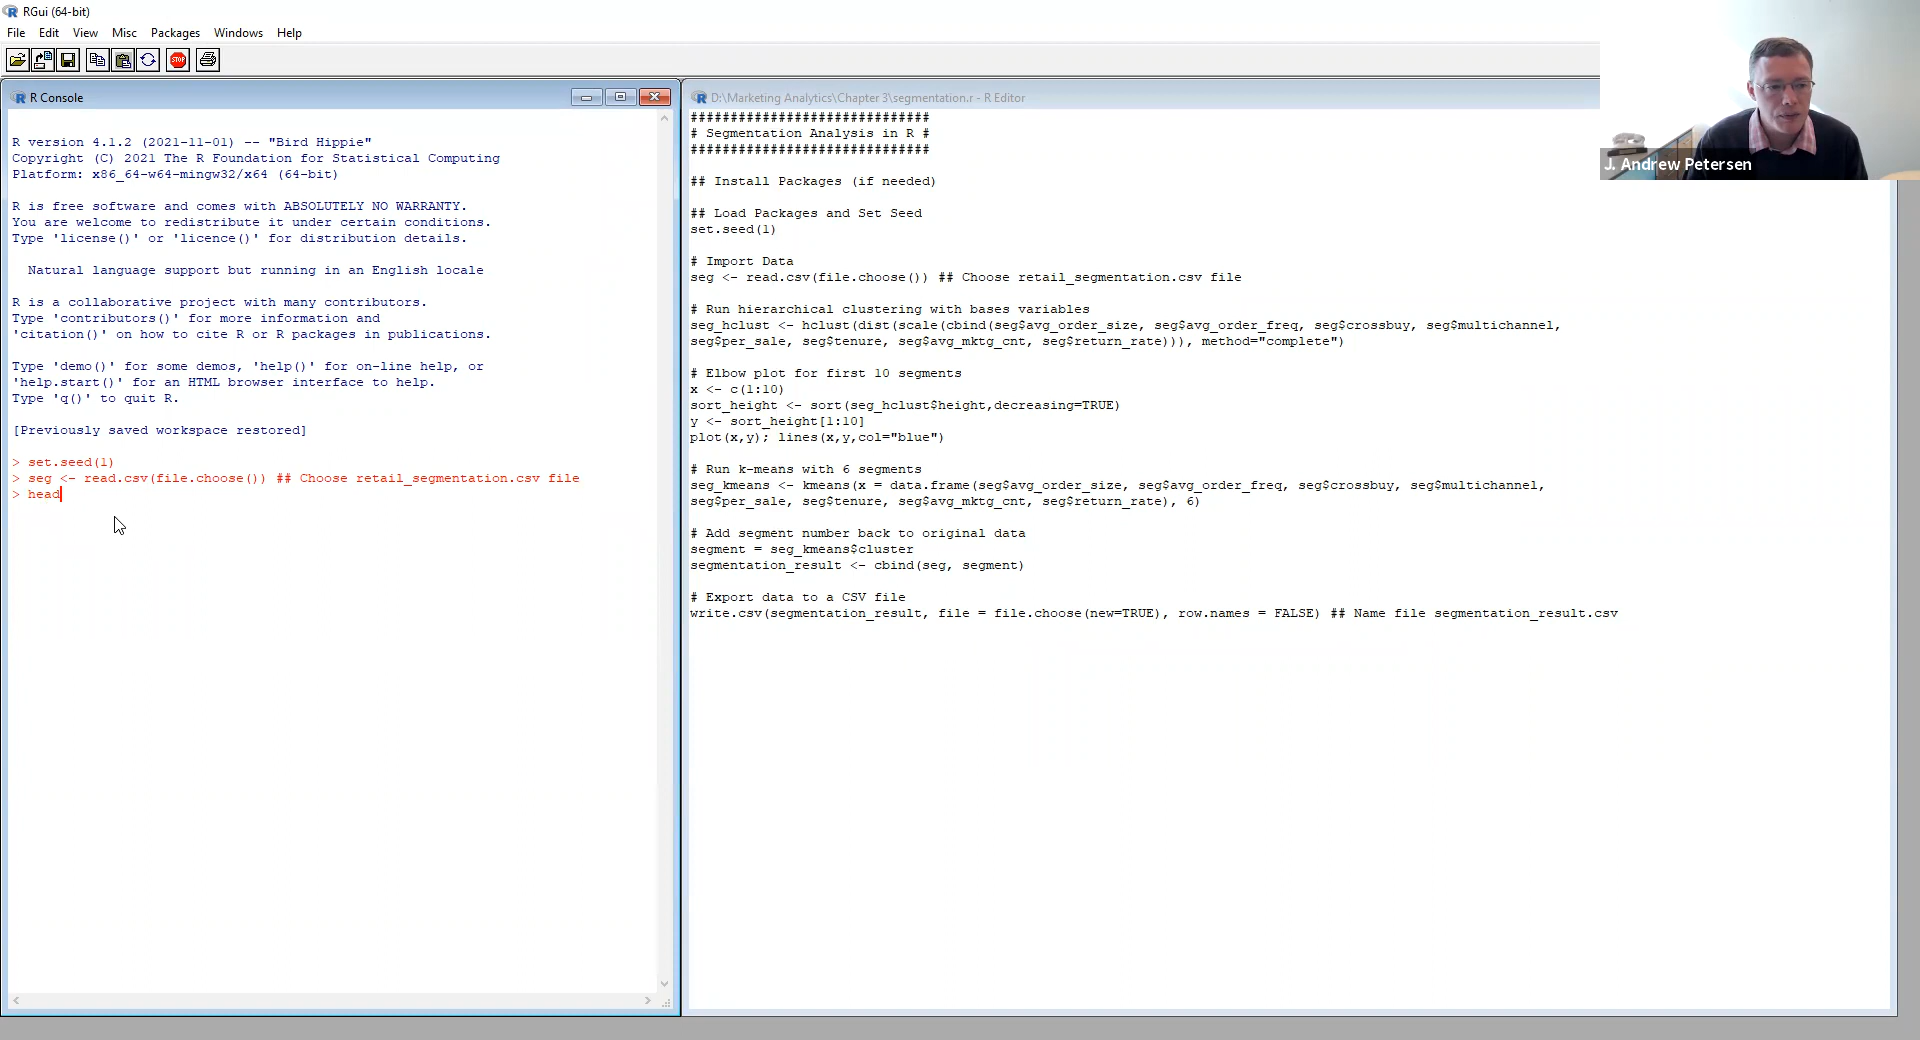 RGui (64-bit)
File Edit View Misc Packages Windows Help
STOP
R Console
R version 4.1.2 (2021-11-01) -- "Bird Hippie"
Copyright (C) 2021 The R Foundation for Statistical Computing
Platform: x86_64-w64-mingw32/x64 (64-bit)
R is free software and comes with ABSOLUTELY NO WARRANTY.
You are welcome to redistribute it under certain conditions.
Type 'license()' or 'licence()' for distribution details.
Natural language support but running in an English locale
R is a collaborative project with many contributors.
Type 'contributors()' for more information and
'citation()' on how to cite R or R packages in publications.
Type 'demo()' for some demos, 'help()' for on-line help, or
'help.start()' for an HTML browser interface to help.
Type 'q()' to quit R.
[Previously saved workspace restored]
> set.seed(1)
> seg <- read.csv(file.choose()) ## Choose retail_segmentation.csv file
> head
D:\Marketing Analytics\Chapter 3\segmentation.r - R Editor
##############################
# Segmentation Analysis in R #
##############################
## Install Packages (if needed)
## Load Packages and Set Seed
set.seed(1)
# Import Data
seg <- read.csv(file.choose()) ## Choose retail_segmentation.csv file
# Run hierarchical clustering with bases variables
seg_hclust <- hclust(dist(scale(cbind(seg$avg_order_size, seg$avg_order_freq, seg$crossbuy, seg$multichannel,
seg$per_sale, seg$tenure, seg$avg_mktg_cnt, seg$return_rate))), method="complete")
# Elbow plot for first 10 segments
x <- c(1:10)
sort_height <- sort(seg_hclust$height,decreasing=TRUE)
y <- sort_height[1:10]
plot(x,y); lines(x,y,col="blue")
# Run k-means with 6 segments
seg_kmeans <- kmeans(x = data.frame(seg$avg_order_size, seg$avg_order_freq, seg$crossbuy, seg$multichannel,
seg$per_sale, seg$tenure, seg$avg_mktg_cnt, seg$return_rate), 6)
# Add segment number back to original data
segment = seg_kmeans$cluster
segmentation_result <- cbind(seg, segment)
# Export data to a CSV file
write.csv(segmentation_result, file = file.choose(new=TRUE), row.names = FALSE) ## Name file segmentation_result.csv
J. Andrew Petersen